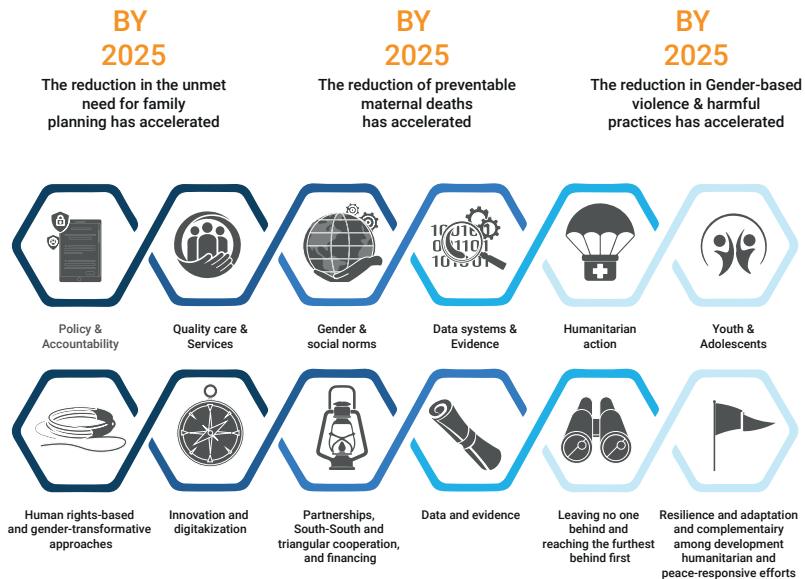 BY
2025
The reduction in the unmet
need for family
planning has accelerated
BY
2025
The reduction of preventable
maternal deaths
has accelerated
BY
2025
The reduction in Gender-based
violence & harmful
practices has accelerated
100101
001101
101001
Policy &
Accountability
Quality care &
Services
Gender &
social norms
Data systems &
Evidence
Humanitarian
action
Youth &
Adolescents
Human rights-based
and gender-transformative
approaches
Innovation and
digitakization
Partnerships,
South-South and
triangular cooperation,
and financing
Data and evidence
Leaving no one
behind and
reaching the furthest
behind first
Resilience and adaptation
and complementairy
among development
humanitarian and
peace-responsive efforts